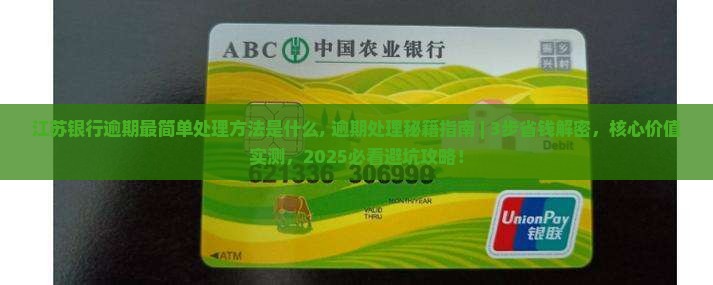 ABC 中国农业银行
乡村振兴
江苏银行逾期最简单处理方法是什么, 逾期处理秘籍指南 | 3步省钱解密，核心价值
实测，2025必看避坑攻略！
Debit
621336 306990
MONTH/YEAR
VALID
THRU
UnionPay
银联
◀ATM